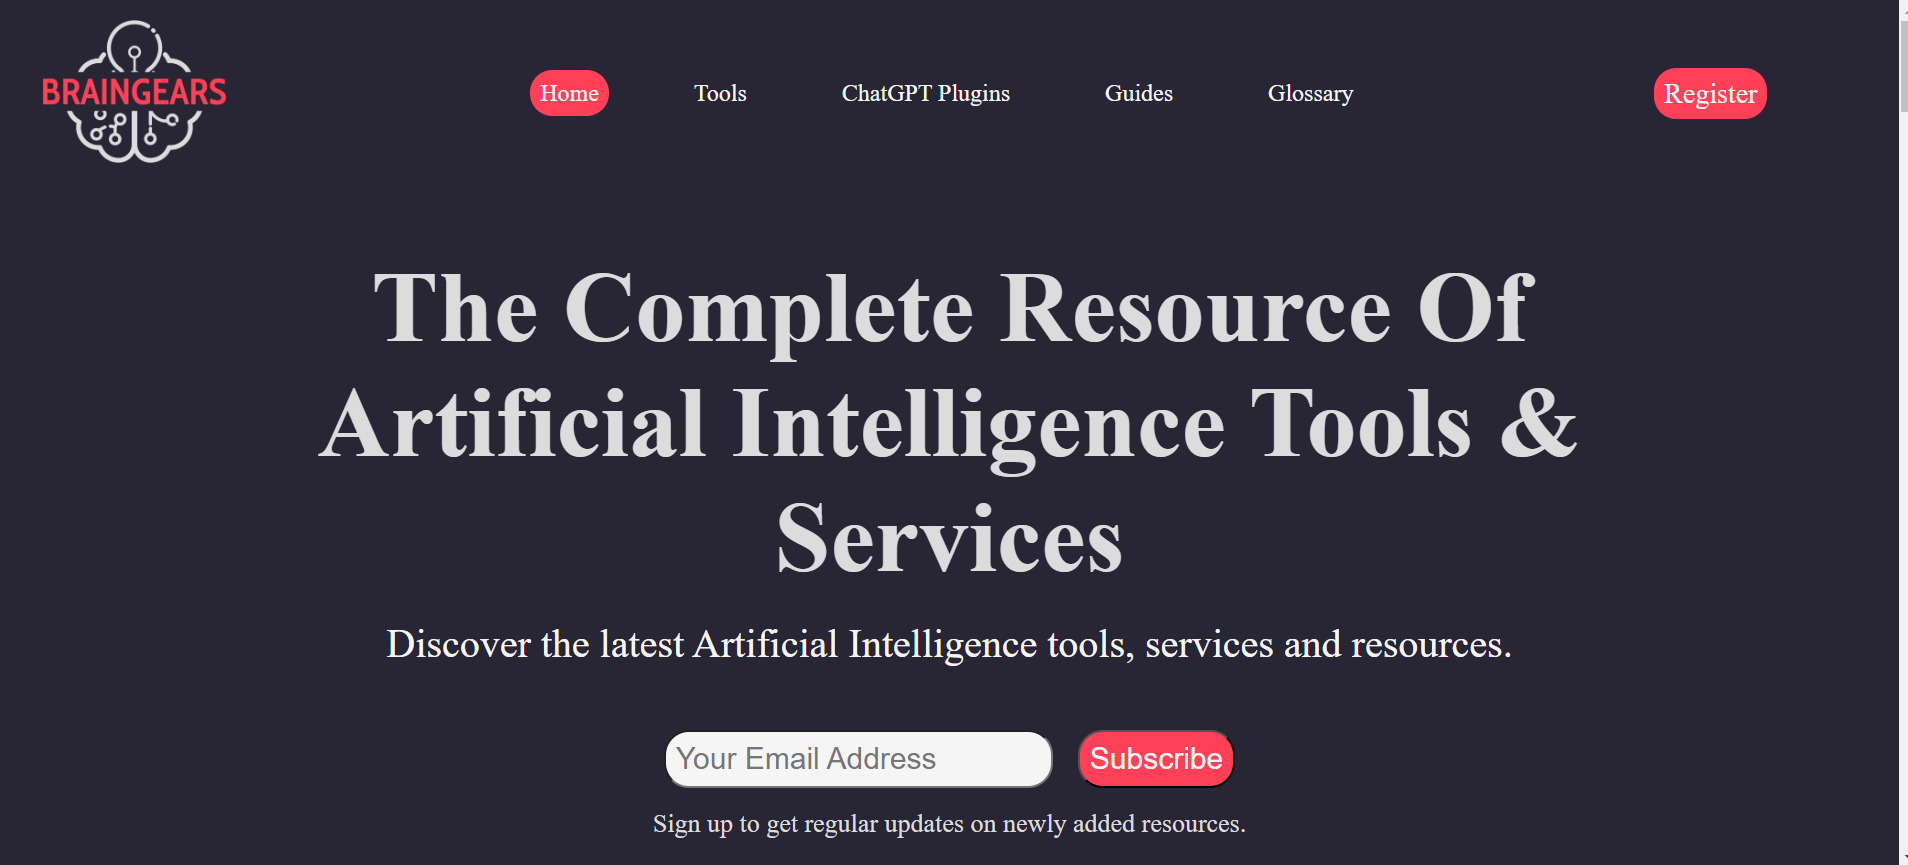 BRAINGEARS
Home Tools ChatGPT Plugins Guides Glossary Register
The Complete Resource Of
Artificial Intelligence Tools &
Services
Discover the latest Artificial Intelligence tools, services and resources.
Your Email Address Subscribe
Sign up to get regular updates on newly added resources.